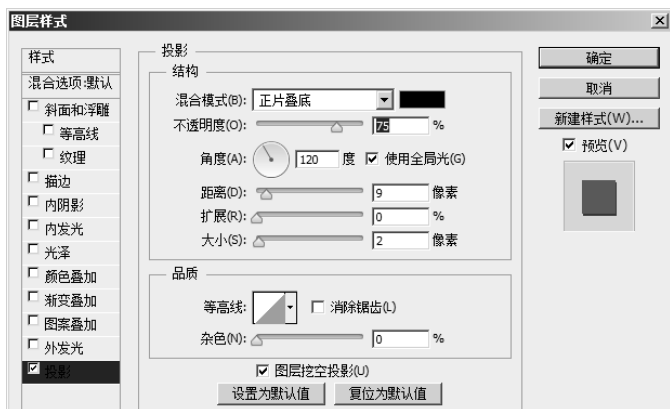 图层样式
样式
混合选项:默认
斜面和浮雕
等高线
纹理
描边
内阴影
内发光
光泽
颜色叠加
渐变叠加
图案叠加
外发光
投影
投影
结构
混合模式(B): 正片叠底
不透明度(O): 75 %
角度(A): 120 度 使用全局光(G)
距离(D): 9 像素
扩展(R): 0 %
大小(S): 2 像素
品质
等高线: 消除锯齿(L)
杂色(N): 0 %
图层挖空投影(U)
设置为默认值 复位为默认值
确定
取消
新建样式(W)...
预览(V)